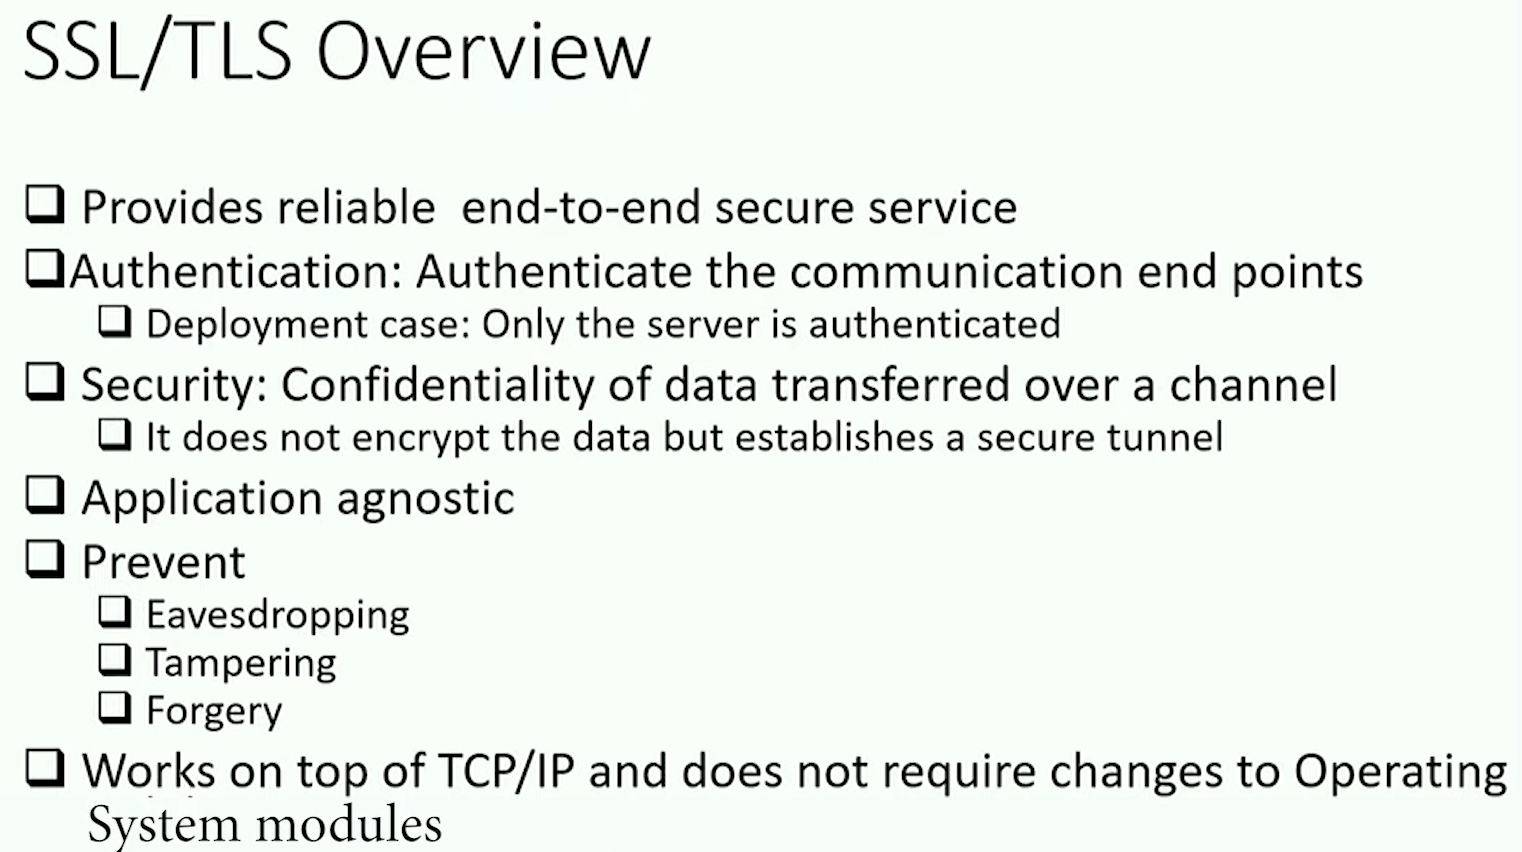 SSL/TLS Overview
Provides reliable end-to-end secure service
Authentication: Authenticate the communication end points
Deployment case: Only the server is authenticated
Security: Confidentiality of data transferred over a channel
It does not encrypt the data but establishes a secure tunnel
Application agnostic
Prevent
Eavesdropping
Tampering
Forgery
Works on top of TCP/IP and does not require changes to Operating
System modules